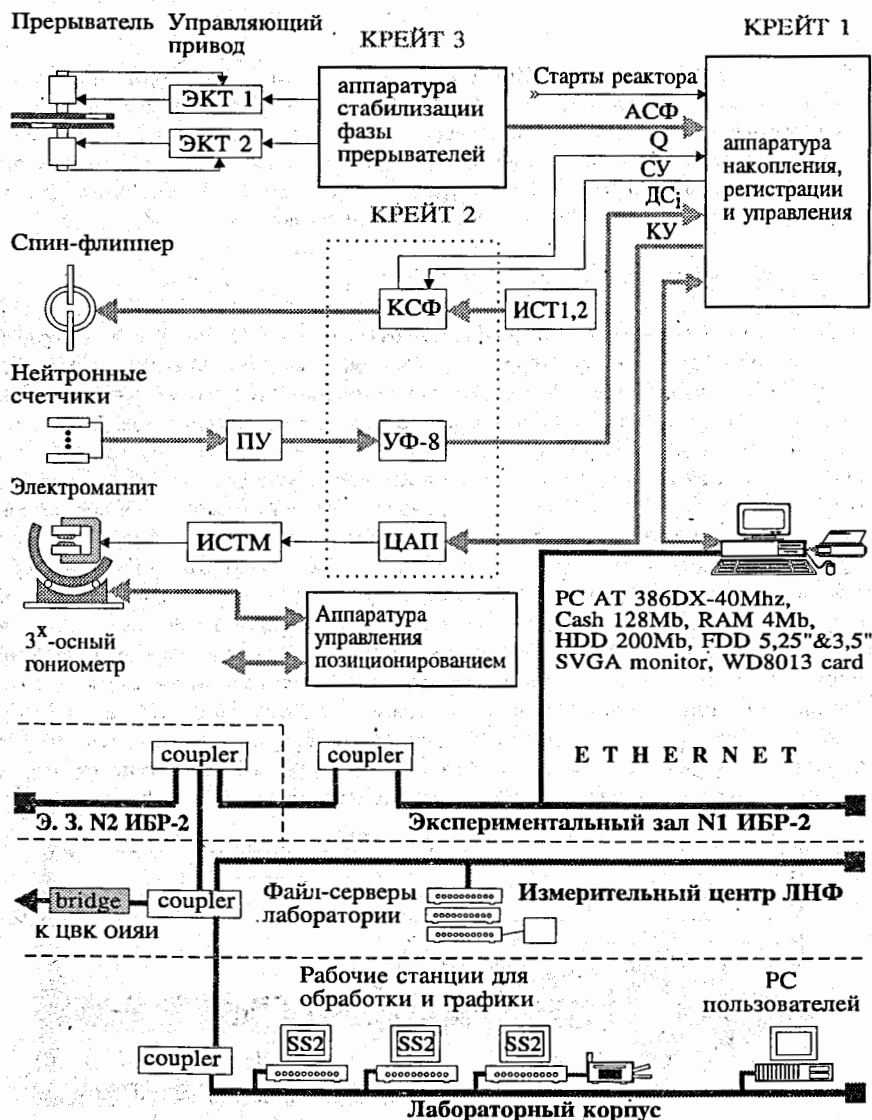 Прерыватель
Управляющий
привод
КРЕЙТ 3
КРЕЙТ 1
ЭКТ 1
ЭКТ 2
аппаратура
стабилизации
фазы
прерывателей
Старты реактора
АСФ
Q
СУ
ДСi
КУ
аппаратура
накопления,
регистрации
и управления
КРЕЙТ 2
Спин-флиппер
КСФ
ИСТ1,2
Нейтронные
счетчики
ПУ
УФ-8
Электромагнит
ИСТМ
ЦАП
3х-осный
гониометр
Аппаратура
управления
позиционированием
PC AT 386DX-40Mhz,
Cash 128Mb, RAM 4Mb,
HDD 200Mb, FDD 5,25"&3,5"
SVGA monitor, WD8013 card
coupler
coupler
E T H E R N E T
Э. З. N2 ИБР-2
Экспериментальный зал N1 ИБР-2
bridge
coupler
к ЦВК ОИЯИ
Файл-серверы
лаборатории
Измерительный центр ЛНФ
Рабочие станции для
обработки и графики
PC
пользователей
coupler
SS2
SS2
SS2
Лабораторный корпус